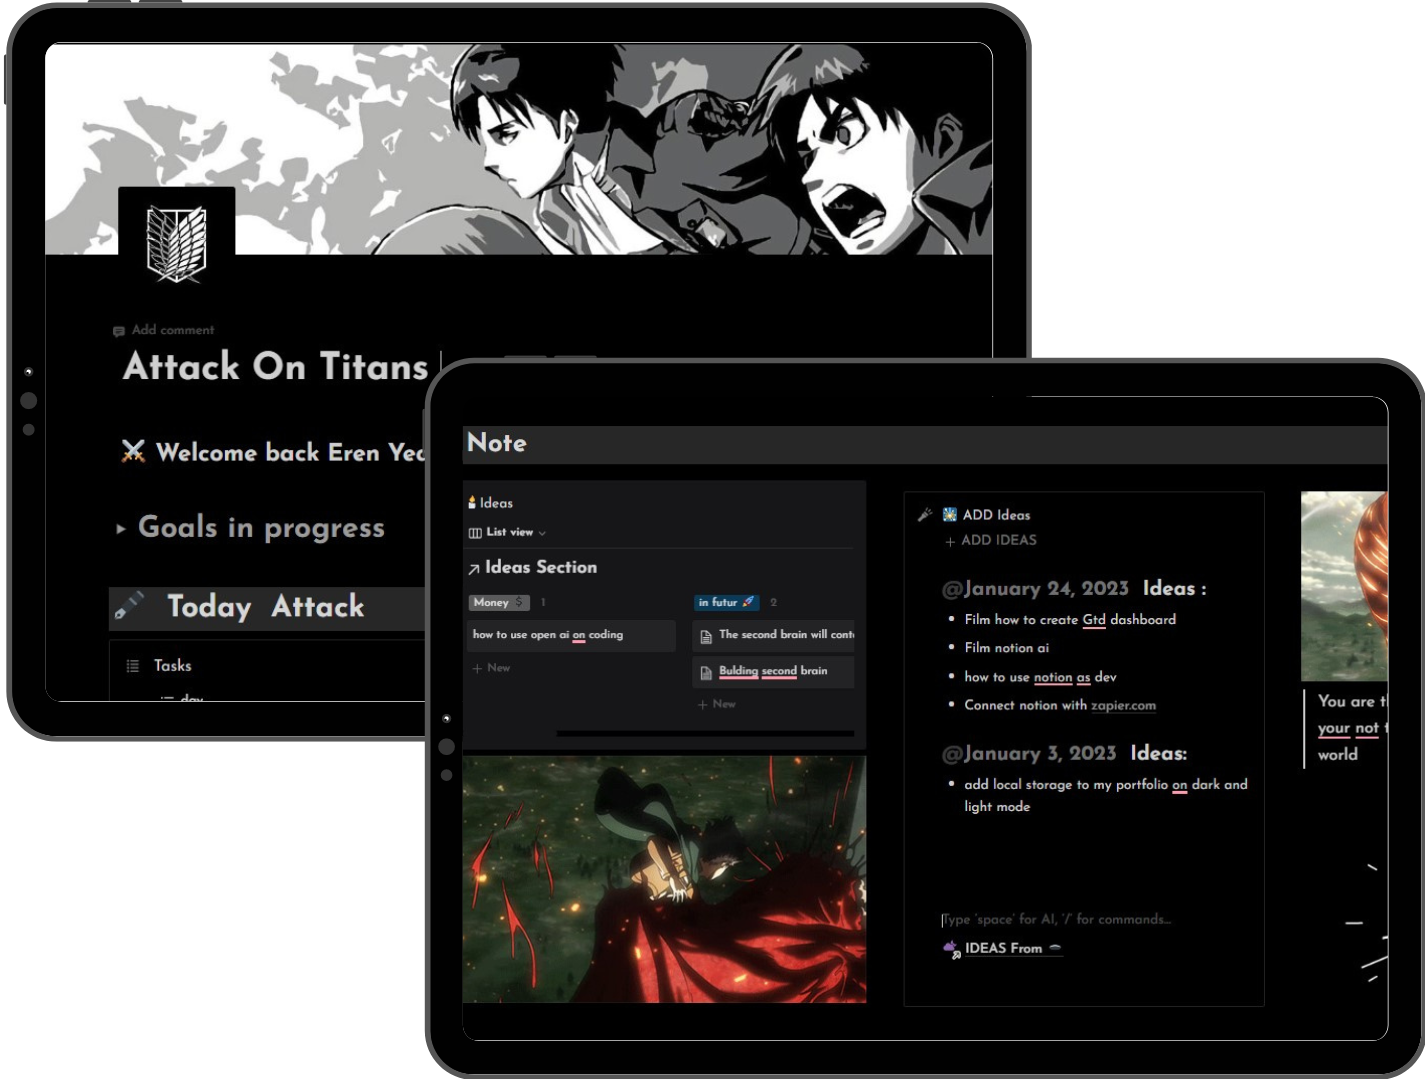 Add comment
Attack On Titans
Welcome back Eren
Goals in progress
Today Attack
Tasks
day
Note
Ideas
List view
Ideas Section
Money $ 1
how to use open ai on coding
+ New
in futur 2
The second brain will
Bulding second brain
+ New
ADD Ideas
+ ADD IDEAS
@January 24, 2023 Ideas :
• Film how to create Gtd dashboard
• Film notion ai
• how to use notion as dev
• Connect notion with zapier.com
@January 3, 2023 Ideas:
• add local storage to my portfolio on dark and
light mode
Type 'space' for AI, '/' for commands...
IDEAS From
You are
your not
world